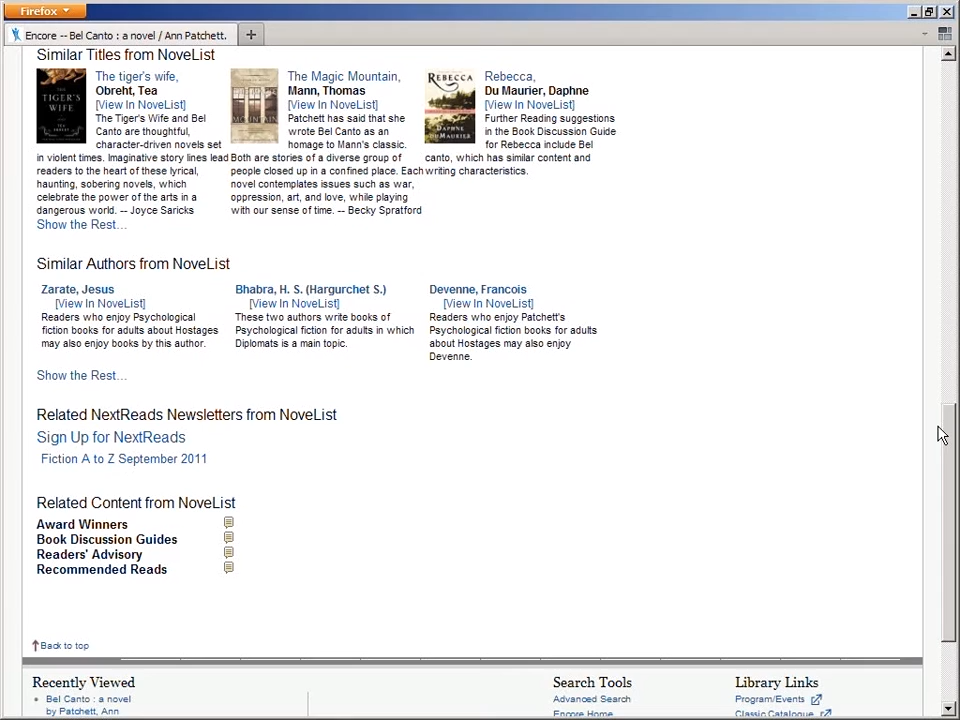 Firefox
Encore -- Bel Canto : a novel / Ann Patchett.
Similar Titles from NoveList
The tiger's wife,
Obreht, Tea
[View In NoveList]
The Tiger's Wife and Bel
Canto are thoughtful,
character-driven novels set
in violent times. Imaginative story lines lead
readers to the heart of these lyrical,
haunting, sobering novels, which
celebrate the power of the arts in a
dangerous world. -- Joyce Saricks
THE TIGER'S WIFE
The Magic Mountain,
Mann, Thomas
[View In NoveList]
Patchett has said that she
wrote Bel Canto as an
homage to Mann's classic.
Both are stories of a diverse group of
people closed up in a confined place. Each
novel contemplates issues such as war,
oppression, art, and love, while playing
with our sense of time. -- Becky Spratford
MOUNTAIN
Rebecca,
Du Maurier, Daphne
[View In NoveList]
Further Reading suggestions
in the Book Discussion Guide
for Rebecca include Bel
canto, which has similar content and
writing characteristics.
REBECCA
DAPHNE
DU MAURIER
Show the Rest...
Similar Authors from NoveList
Zarate, Jesus
[View In NoveList]
Readers who enjoy Psychological
fiction books for adults about Hostages
may also enjoy books by this author.
Bhabra, H. S. (Hargurchet S.)
[View In NoveList]
These two authors write books of
Psychological fiction for adults in which
Diplomats is a main topic.
Devenne, Francois
[View In NoveList]
Readers who enjoy Patchett's
Psychological fiction books for adults
about Hostages may also enjoy
Devenne.
Show the Rest...
Related NextReads Newsletters from NoveList
Sign Up for NextReads
Fiction A to Z September 2011
Related Content from NoveList
Award Winners
Book Discussion Guides
Readers' Advisory
Recommended Reads
Back to top
Recently Viewed
Bel Canto : a novel
by Patchett, Ann
Search Tools
Advanced Search
Encore Home
Library Links
Program/Events
Classic Catalogue